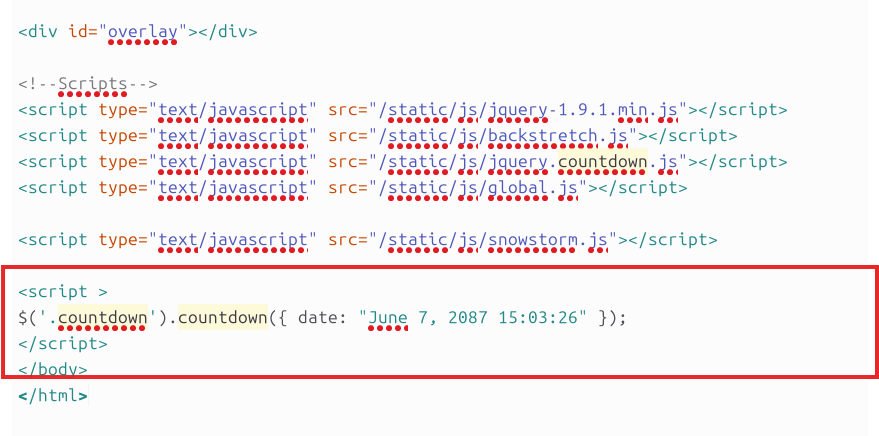 <div id="overlay"></div>
<!--Scripts-->
<script type="text/javascript" src="/static/js/jquery-1.9.1.min.js"></script>
<script type="text/javascript" src="/static/js/backstretch.js"></script>
<script type="text/javascript" src="/static/js/jquery.countdown.js"></script>
<script type="text/javascript" src="/static/js/global.js"></script>
<script type="text/javascript" src="/static/js/snowstorm.js"></script>
<script >
$('.countdown').countdown({ date: "June 7, 2087 15:03:26" });
</script>
</body>
</html>